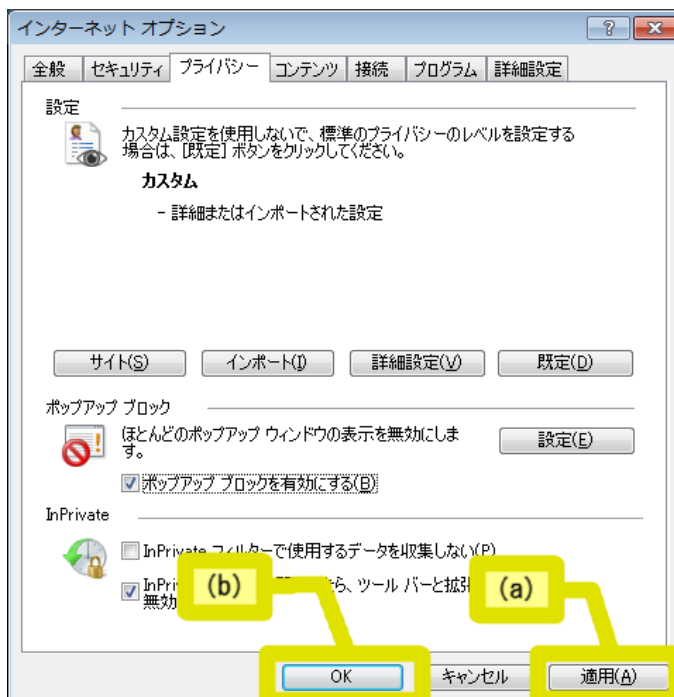 インターネット オプション
全般 セキュリティ プライバシー コンテンツ 接続 プログラム 詳細設定
設定
カスタム設定を使用しないで、標準のプライバシーのレベルを設定する
場合は、[既定] ボタンをクリックしてください。
カスタム
- 詳細またはインポートされた設定
サイト(S) インポート(I) 詳細設定(V) 既定(D)
ポップアップ ブロック
ほとんどのポップアップ ウィンドウの表示を無効にしま
す。
設定(E)
ポップアップ ブロックを有効にする(B)
InPrivate
InPrivate フィルターで使用するデータを収集しない(P)
InPriv たら、ツール バーと拡張
無効
(b) (a)
OK キャンセル 適用(A)